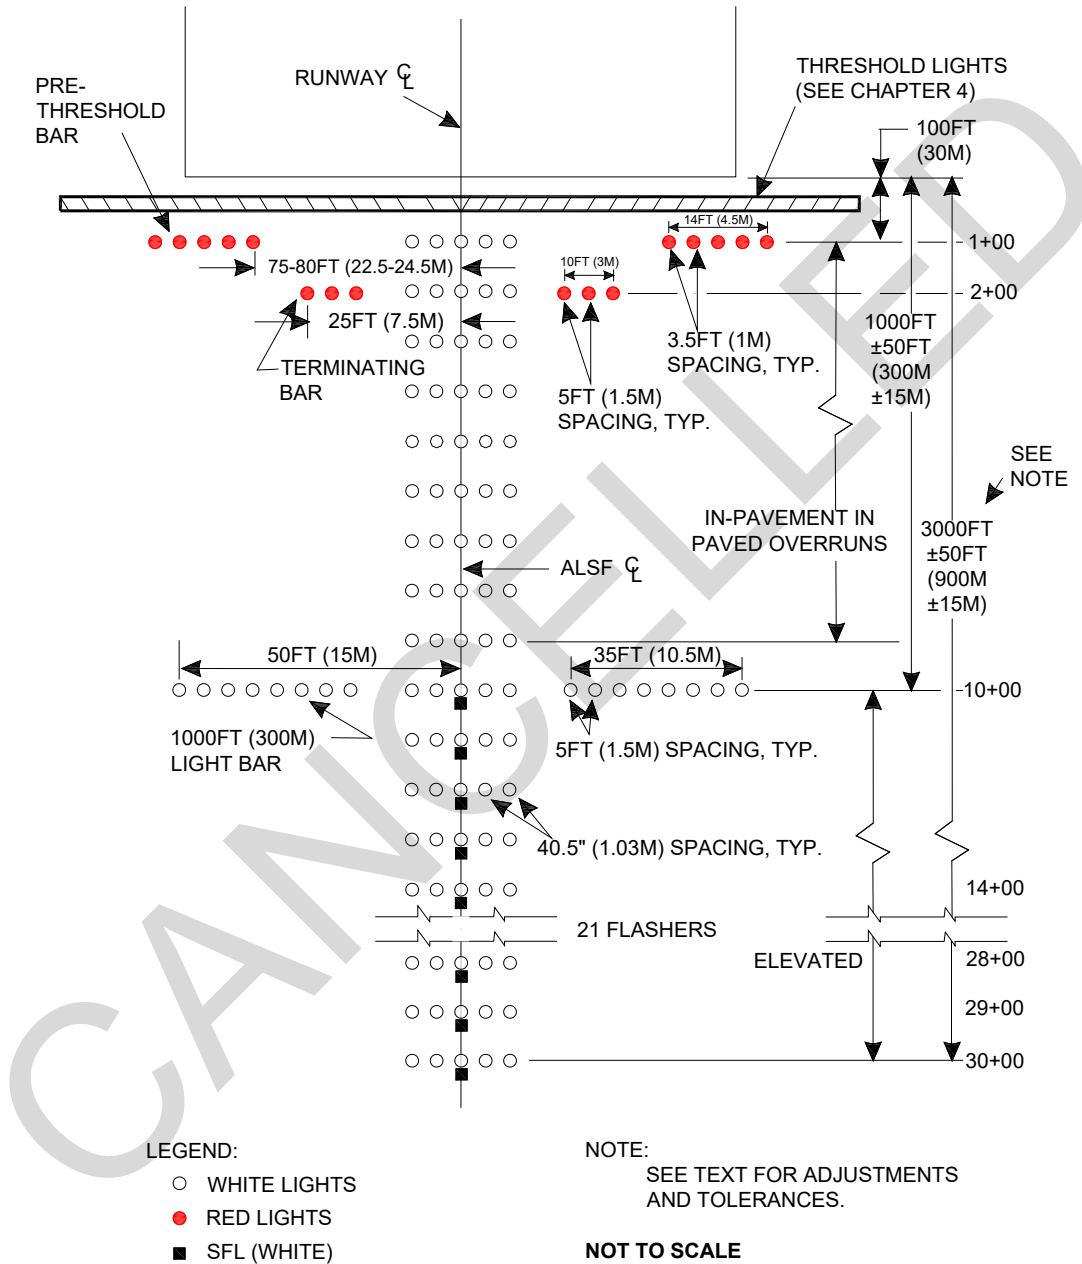 RUNWAY ℄
THRESHOLD LIGHTS
(SEE CHAPTER 4)
PRE-
THRESHOLD
BAR
100FT
(30M)
14FT (4.5M)
1+00
75-80FT (22.5-24.5M)
10FT (3M)
2+00
25FT (7.5M)
1000FT
±50FT
(300M
±15M)
3.5FT (1M)
SPACING, TYP.
TERMINATING
BAR
5FT (1.5M)
SPACING, TYP.
SEE
NOTE
IN-PAVEMENT IN
PAVED OVERRUNS
3000FT
±50FT
(900M
±15M)
ALSF ℄
50FT (15M)
35FT (10.5M)
10+00
1000FT (300M)
LIGHT BAR
5FT (1.5M) SPACING, TYP.
40.5" (1.03M) SPACING, TYP.
14+00
21 FLASHERS
ELEVATED
28+00
29+00
30+00
LEGEND:
WHITE LIGHTS
RED LIGHTS
SFL (WHITE)
NOTE:
SEE TEXT FOR ADJUSTMENTS
AND TOLERANCES.
NOT TO SCALE
CANCELLED